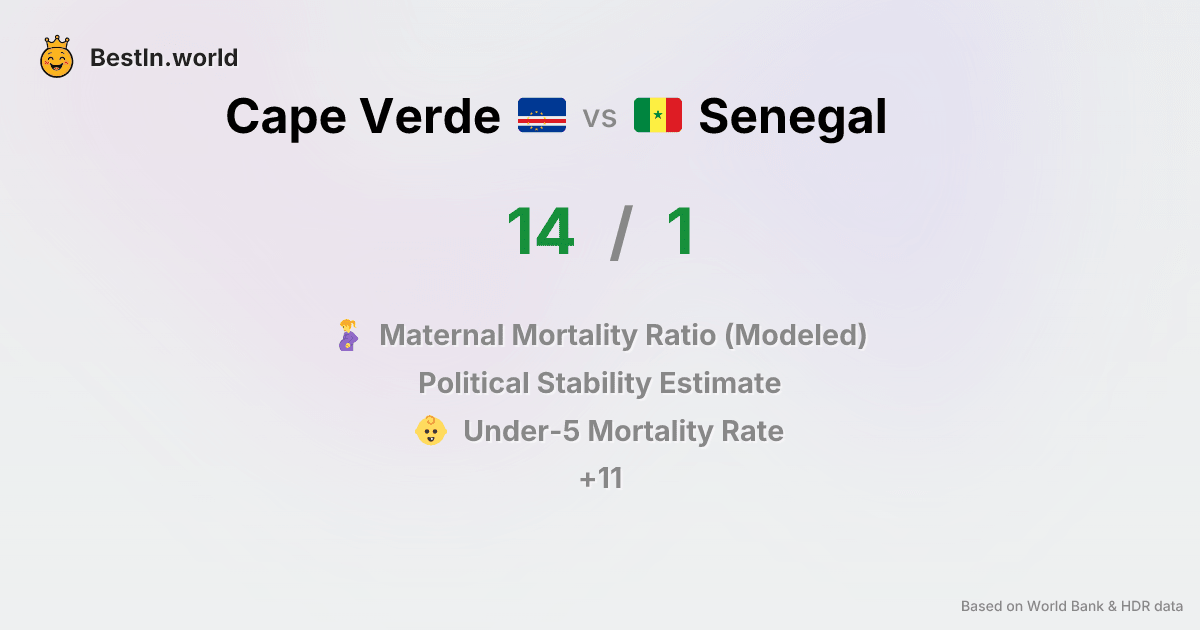 BestIn.world
Cape Verde vs Senegal
14 / 1
Maternal Mortality Ratio (Modeled)
Political Stability Estimate
Under-5 Mortality Rate
+11
Based on World Bank & HDR data